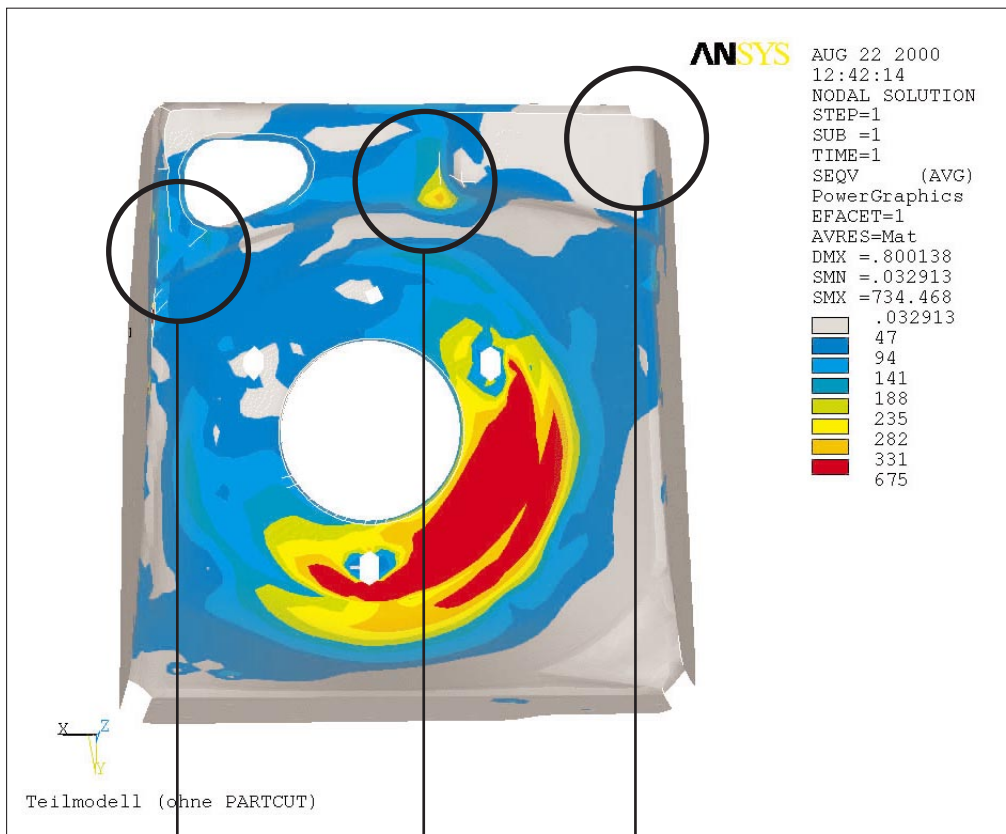 ANSYS
AUG 22 2000
12:42:14
NODAL SOLUTION
STEP=1
SUB =1
TIME=1
SEQV (AVG)
PowerGraphics
EFACET=1
AVRES=Mat
DMX =.800138
SMN =.032913
SMX =734.468
.032913
47
94
141
188
235
282
331
675
X
Z
Y
Teilmodell (ohne PARTCUT)